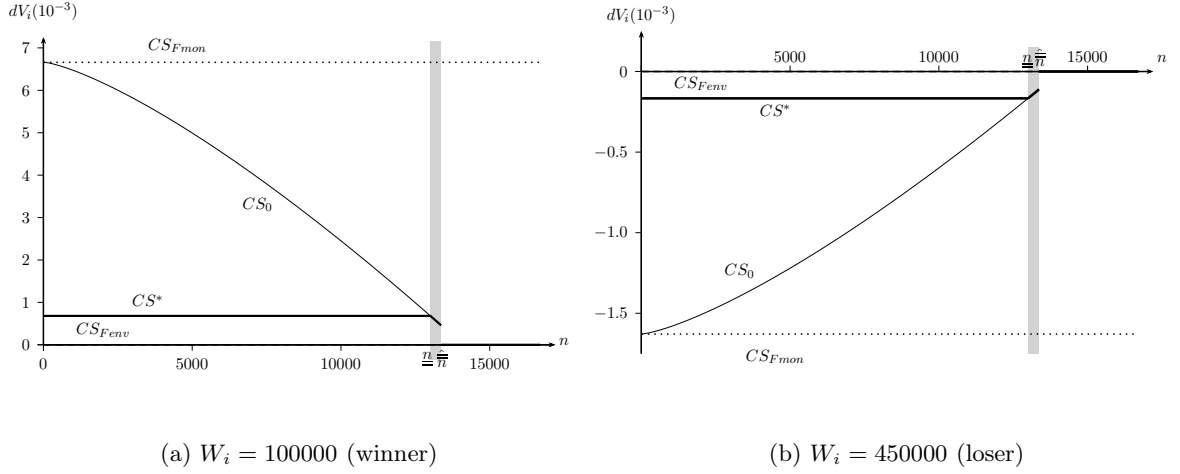 dV_i(10^{-3})
7
6
5
4
3
2
1
0
CS_{Fmon}
CS_0
CS*
CS_{Fenv}
0 5000 10000 n n̂ 15000
n
(a) W_i = 100000 (winner)
dV_i(10^{-3})
5000 10000 n n̂ 15000
n
0
−0.5
−1.0
−1.5
CS_{Fenv}
CS*
CS_0
CS_{Fmon}
(b) W_i = 450000 (loser)